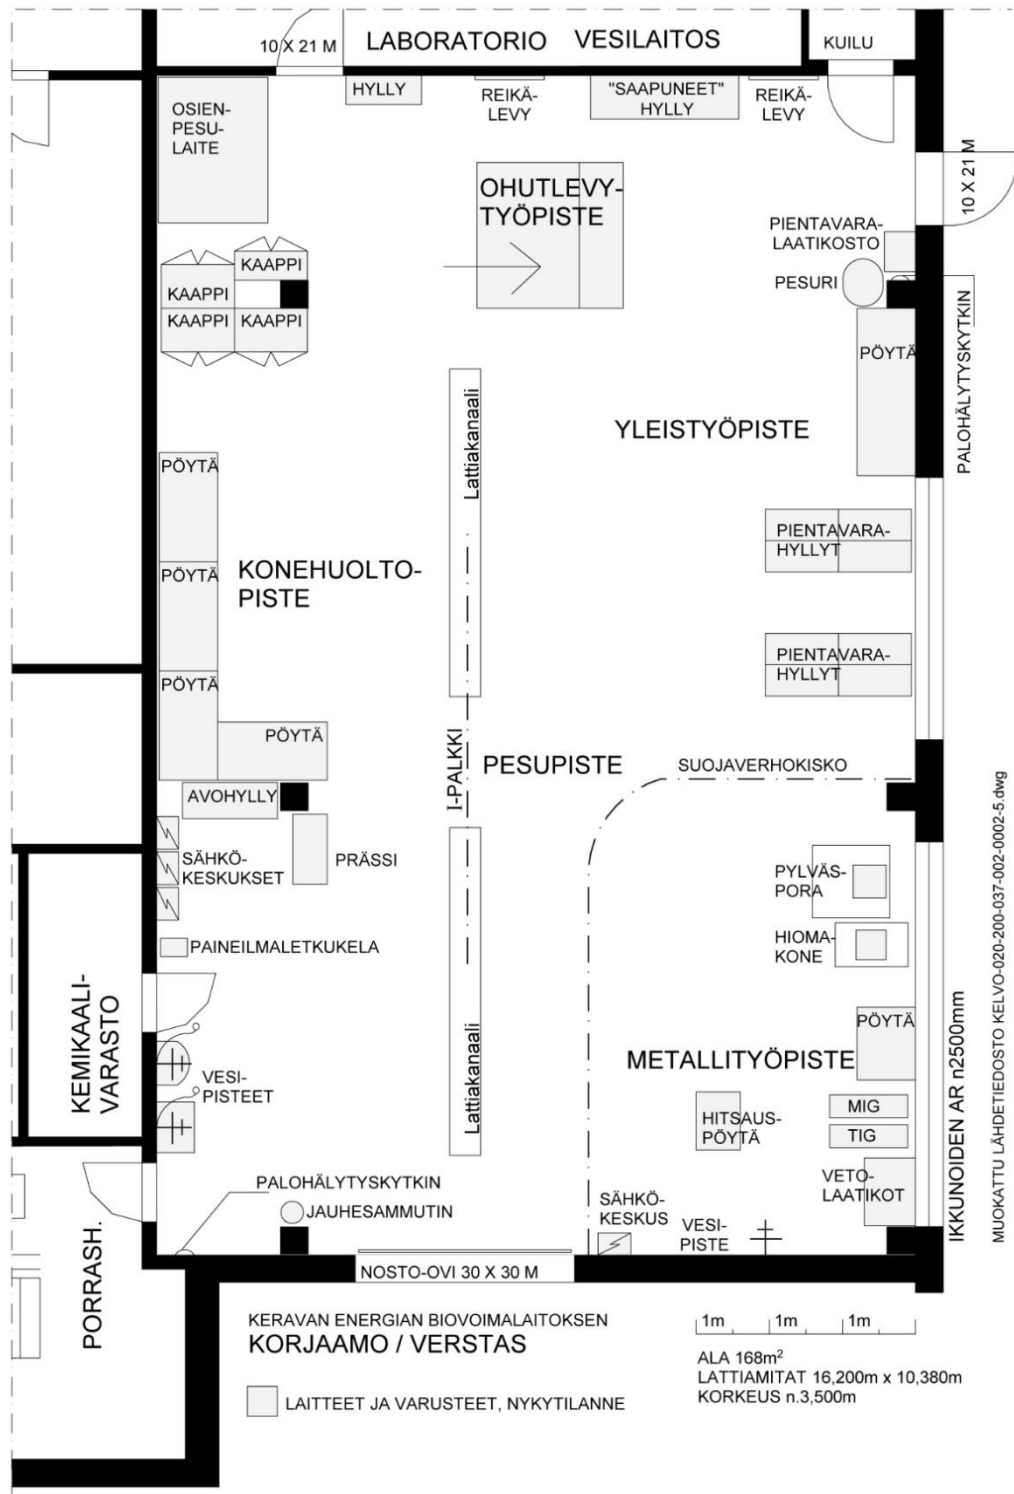 10 X 21 M
LABORATORIO VESILAITOS
KUILU
HYLLY
REIKÄ-
LEVY
"SAAPUNEET"
HYLLY
REIKÄ-
LEVY
OSIEN-
PESU-
LAITE
OHUTLEVY-
TYÖPISTE
10 X 21 M
PIENTAVARA-
LAATIKOSTO
PESURI
KAAPPI
KAAPPI
KAAPPI
KAAPPI
PALOHÄLYTYSKYTKIN
PÖYTÄ
Lattiakanaali
YLEISTYÖPISTE
PÖYTÄ
PIENTAVARA-
HYLLYT
KONEHUOLTO-
PISTE
PÖYTÄ
PIENTAVARA-
HYLLYT
PÖYTÄ
PÖYTÄ
I-PALKKI
PESUPISTE
SUOJAVERHOKISKO
AVOHYLLY
PRÄSSI
SÄHKÖ-
KESKUKSET
PYLVÄS-
PORA
HIOMA-
KONE
PAINEILMALETKUKELA
KEMIKAALI-
VARASTO
PÖYTÄ
METALLITYÖPISTE
Lattiakanaali
VESI-
PISTEET
HITSAUS-
PÖYTÄ
MIG
TIG
VETO-
LAATIKOT
IKKUNOIDEN AR n2500mm
MUOKATTU LÄHDETIEDOSTO KELVO-020-200-037-002-0002-5.dwg
PALOHÄLYTYSKYTKIN
JAUHESAMMUTIN
SÄHKÖ-
KESKUS
VESI-
PISTE
PORRASH.
NOSTO-OVI 30 X 30 M
KERAVAN ENERGIAN BIOVOIMALAITOKSEN
KORJAAMO / VERSTAS
LAITTEET JA VARUSTEET, NYKYTILANNE
1m 1m 1m
ALA 168m²
LATTIAMITAT 16,200m x 10,380m
KORKEUS n.3,500m